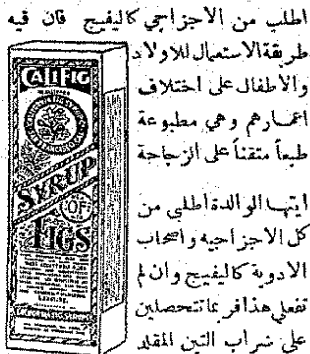 اطلب من الاجزاجي كاليفيج فان فيه
طريقة الاستعمال للاولاد
والاطفال على اختلاف
اعمارهم وهي مطبوعة
طبعاً متقناً على الزجاجة
ايتها الوالدة اطلبي من
كل الاجزاجيه واصحاب
الادوية كاليفيج وان لم
تفعلي هذا فربما تتحصلين
على شراب التين المقلد
CALIFIG
SYRUP
OF
FIGS